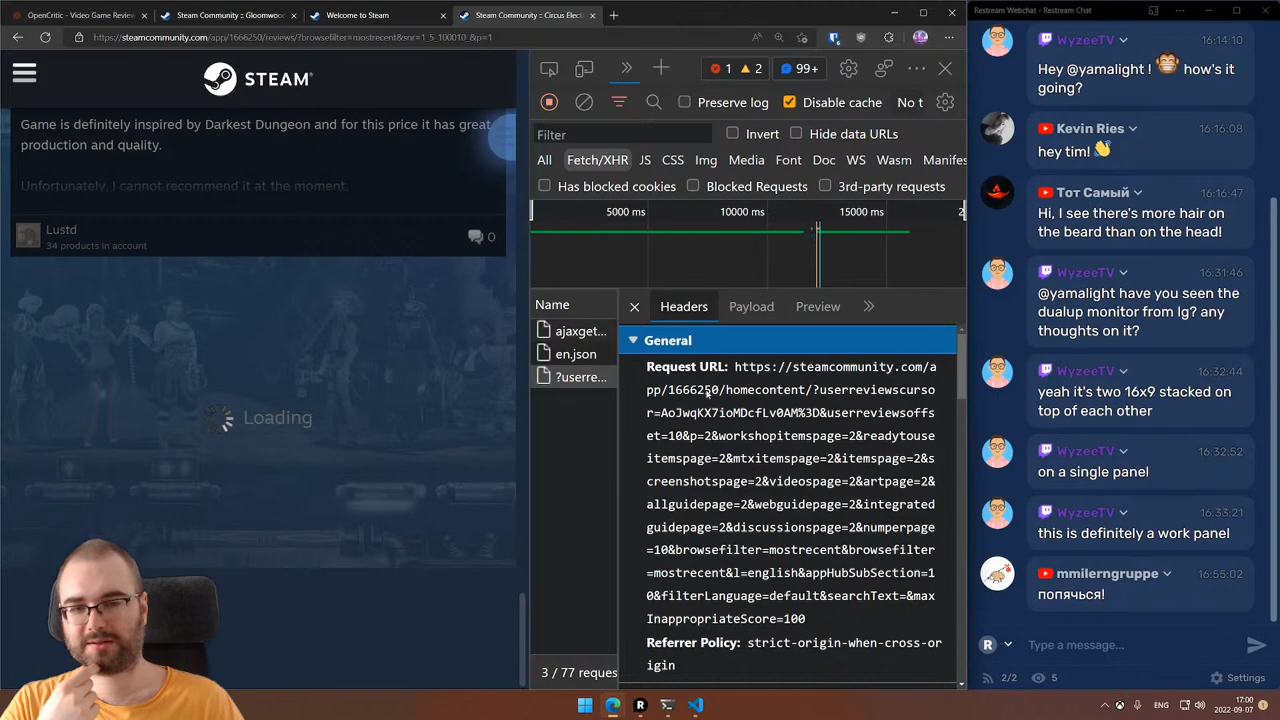 OpenCritic - Video Game Revie
Steam Community :: Gloomwoo
Welcome to Steam
Steam Community :: Circus Elect
Restream Webchat - Restream Chat
https://steamcommunity.com/app/1666250/reviews/?browsefilter=mostrecent&snr=1_5_100010_&p=1
STEAM®
Game is definitely inspired by Darkest Dungeon and for this price it has great
production and quality.
Unfortunately, I cannot recommend it at the moment.
Lustd
34 products in account
0
Loading
1
2
99+
Preserve log
Disable cache
No t
Filter
Invert
Hide data URLs
All
Fetch/XHR
JS
CSS
Img
Media
Font
Doc
WS
Wasm
Manifes
Has blocked cookies
Blocked Requests
3rd-party requests
5000 ms
10000 ms
15000 ms
2
Name
Headers
Payload
Preview
ajaxget...
en.json
?userre...
General
Request URL: https://steamcommunity.com/a
pp/1666250/homecontent/?userreviewscurso
r=AoJwqKX7ioMDcfLv0AM%3D&userreviewsoffs
et=10&p=2&workshopitemspage=2&readytouse
itemspage=2&mtxitemspage=2&itemspage=2&s
creenshotspage=2&videospage=2&artpage=2&
allguidepage=2&webguidepage=2&integrated
guidepage=2&discussionspage=2&numperpage
=10&browsefilter=mostrecent&browsefilter
=mostrecent&l=english&appHubSubSection=1
0&filterLanguage=default&searchText=&max
InappropriateScore=100
Referrer Policy: strict-origin-when-cross-or
igin
3 / 77 reque
WyzeeTV
16:14:10
Hey @yamalight ! how's it
going?
Kevin Ries
16:16:08
hey tim!
Тот Самый
16:16:47
Hi, I see there's more hair on
the beard than on the head!
WyzeeTV
16:31:46
@yamalight have you seen the
dualup monitor from lg? any
thoughts on it?
WyzeeTV
16:32:44
yeah it's two 16x9 stacked on
top of each other
WyzeeTV
16:32:52
on a single panel
WyzeeTV
16:33:21
this is definitely a work panel
mmilerngruppe
16:55:02
попячься!
R
Type a message...
2/2
5
Settings
ENG
17:00
2022-09-07